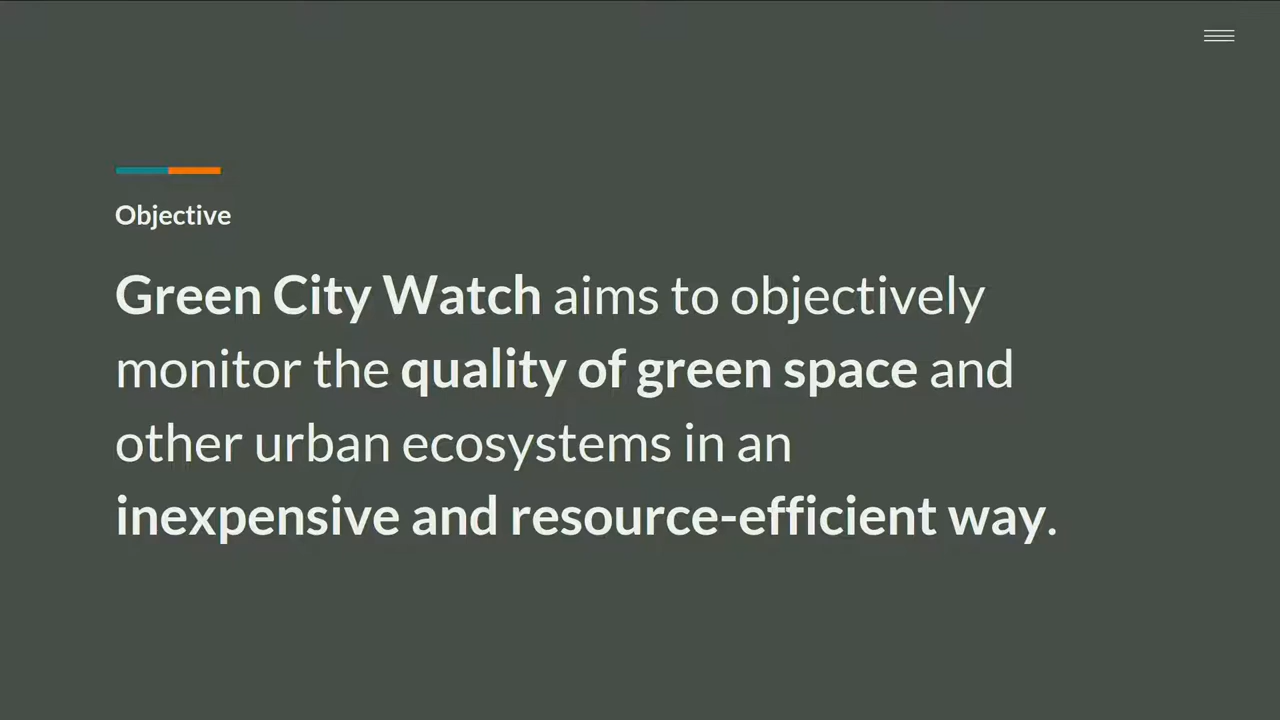 Objective
Green City Watch aims to objectively
monitor the quality of green space and
other urban ecosystems in an
inexpensive and resource-efficient way.